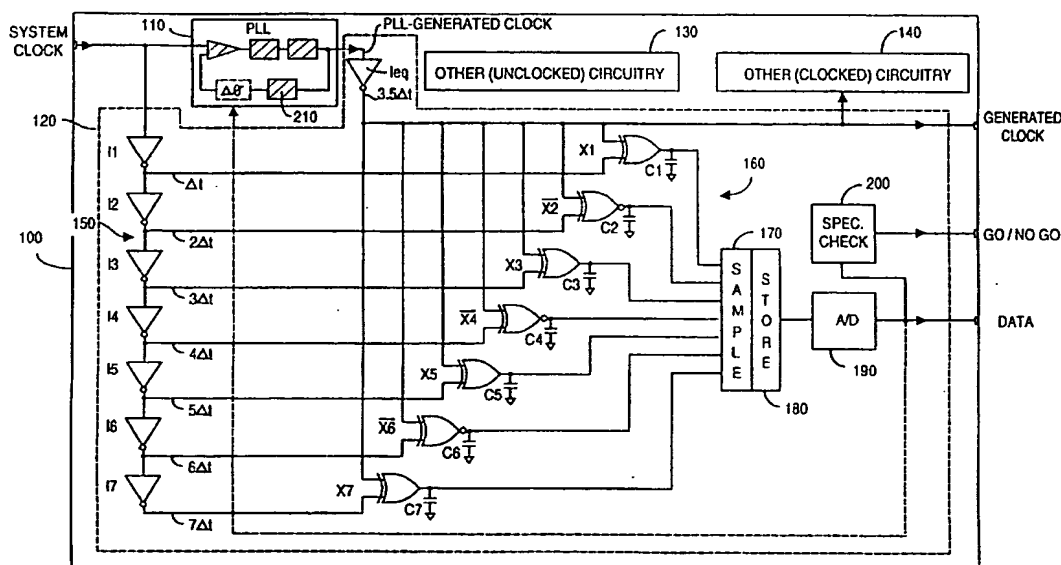 110
PLL
PLL-GENERATED CLOCK
130
140
SYSTEM
CLOCK
Ieq
OTHER (UNCLOCKED) CIRCUITRY
OTHER (CLOCKED) CIRCUITRY
Δθ
3.5Δt
120
210
GENERATED
CLOCK
I1
X1
C1
Δt
160
200
I2
X2
C2
SPEC.
CHECK
GO / NO GO
150
2Δt
170
100
I3
X3
C3
SAMPLE
STORE
3Δt
I4
X4
C4
A/D
DATA
4Δt
190
I5
X5
C5
180
5Δt
I6
X6
C6
6Δt
I7
X7
C7
7Δt